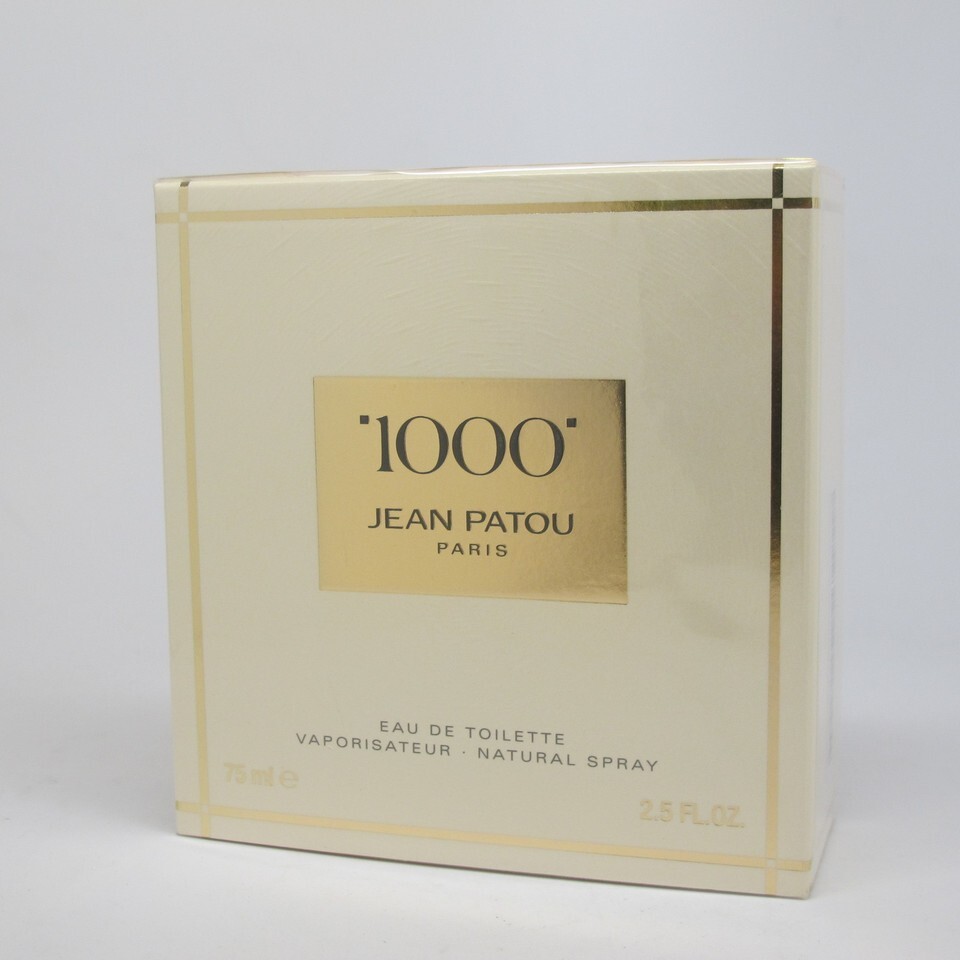 "1000"
JEAN PATOU
PARIS
EAU DE TOILETTE
VAPORISATEUR · NATURAL SPRAY
75 ml ℮
2.5 FL.OZ.